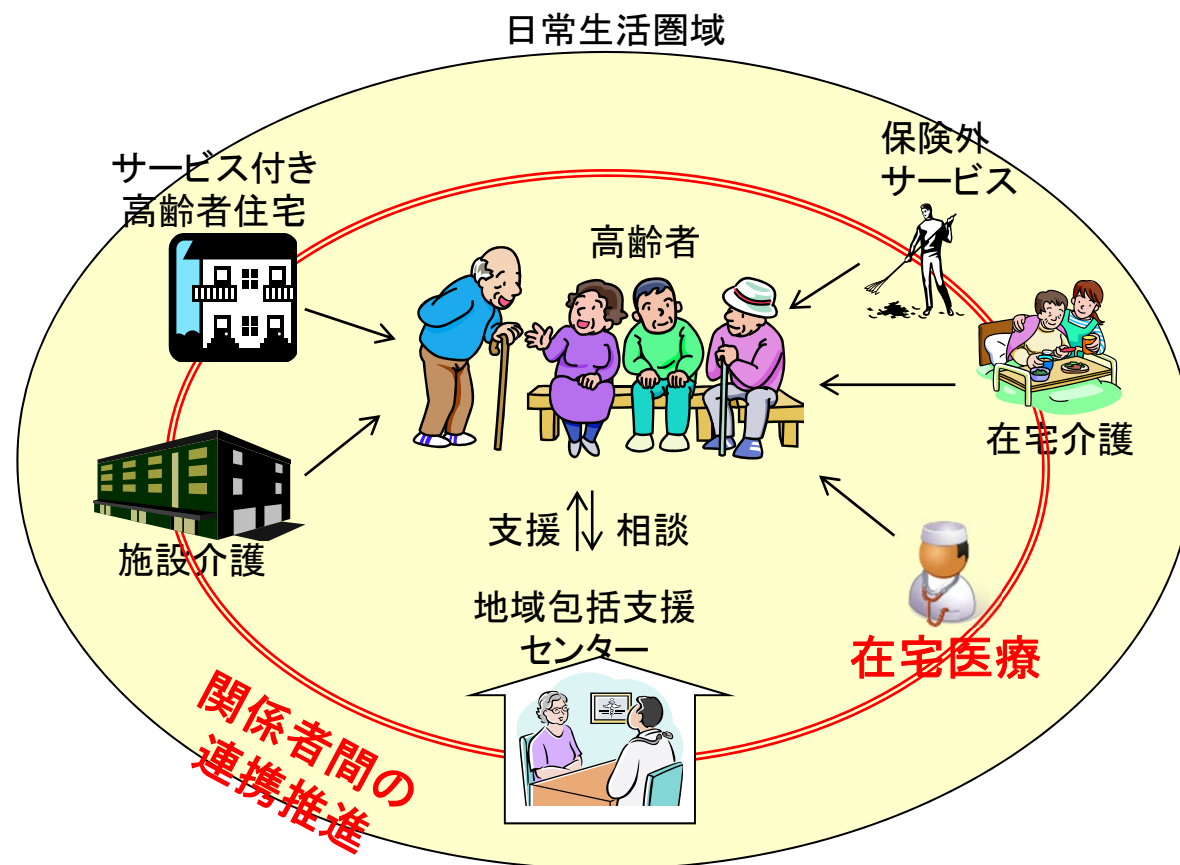 日常生活圏域
サービス付き
高齢者住宅
保険外
サービス
高齢者
在宅介護
施設介護
支援
相談
地域包括支援
センター
在宅医療
関係者間の
連携推進